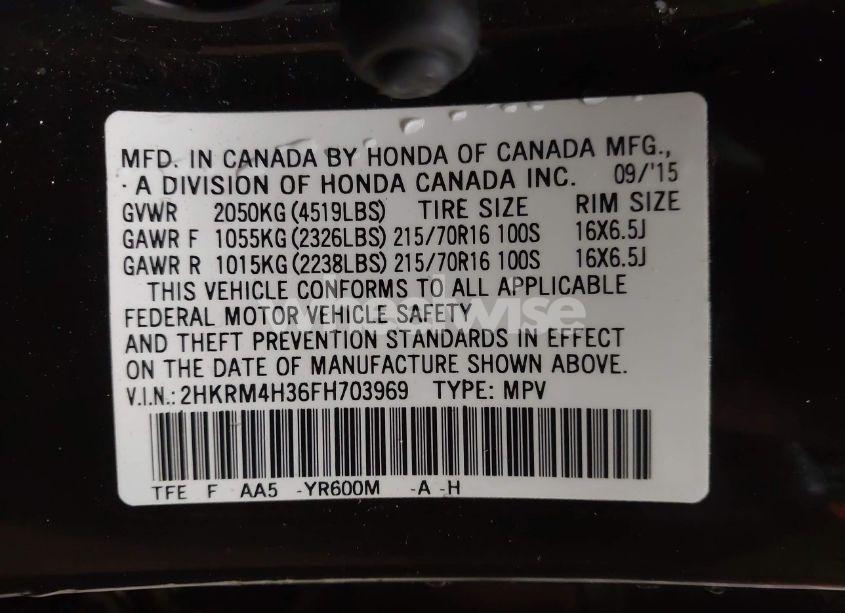 MFD. IN CANADA BY HONDA OF CANADA MFG.,
A DIVISION OF HONDA CANADA INC. 09/'15
GVWR 2050KG (4519LBS) TIRE SIZE RIM SIZE
GAWR F 1055KG (2326LBS) 215/70R16 100S 16X6.5J
GAWR R 1015KG (2238LBS) 215/70R16 100S 16X6.5J
THIS VEHICLE CONFORMS TO ALL APPLICABLE
FEDERAL MOTOR VEHICLE SAFETY
AND THEFT PREVENTION STANDARDS IN EFFECT
ON THE DATE OF MANUFACTURE SHOWN ABOVE.
V.I.N.: 2HKRM4H36FH703969 TYPE: MPV
TFE F AA5 -YR600M -A -H
wheelwise